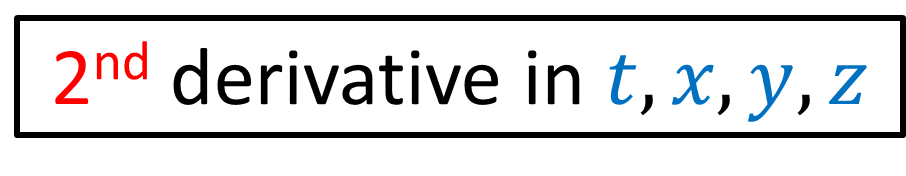 2nd derivative in t, x, y, z